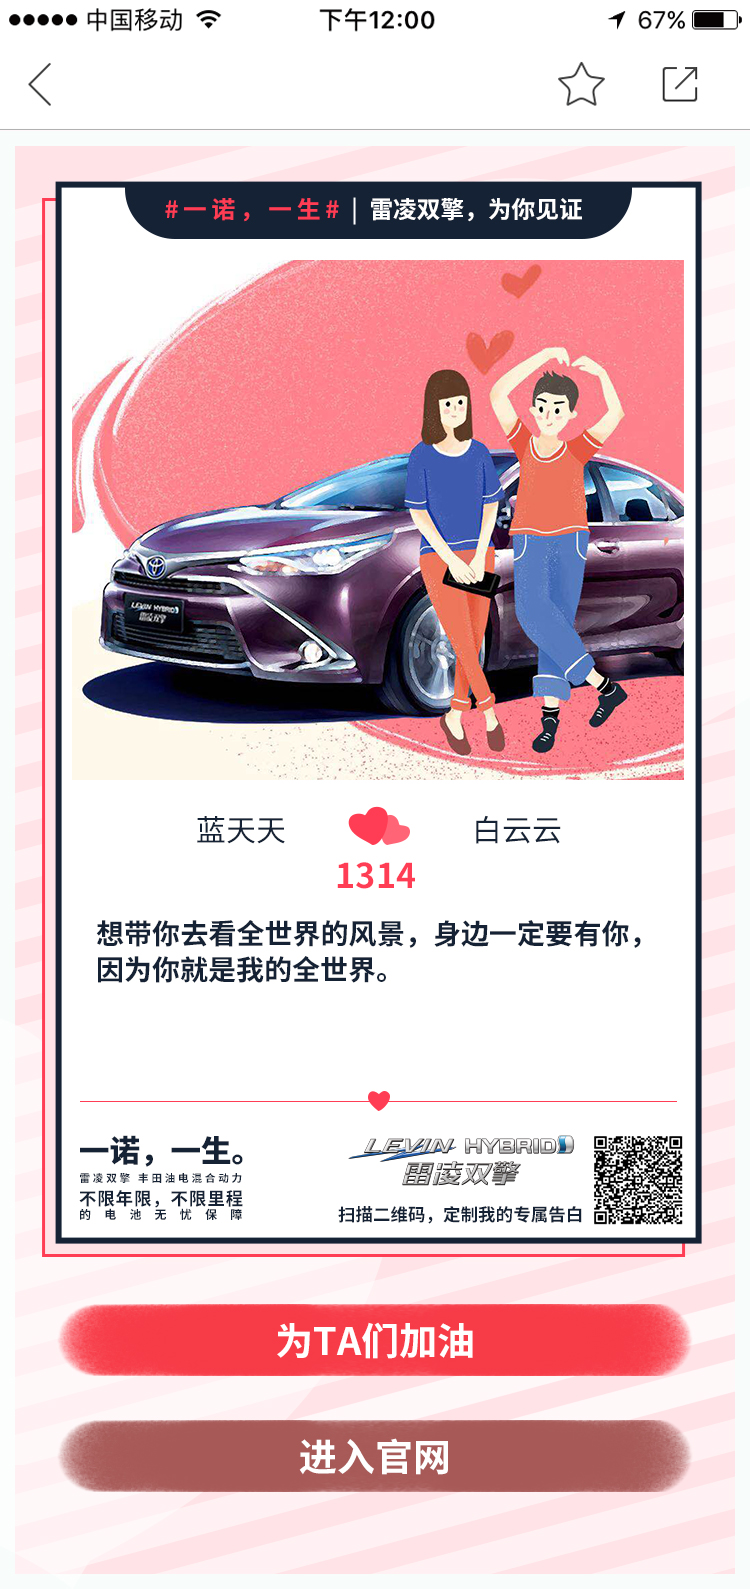 中国移动 下午12:00 67%
#一诺，一生# | 雷凌双擎，为你见证
LEVIN HYBRID
雷凌双擎
蓝天天 白云云
1314
想带你去看全世界的风景，身边一定要有你，
因为你就是我的全世界。
一诺，一生。
雷凌双擎 丰田油电混合动力
不限年限，不限里程
的电池无忧保障
LEVIN HYBRID
雷凌双擎
扫描二维码，定制我的专属告白
为TA们加油
进入官网